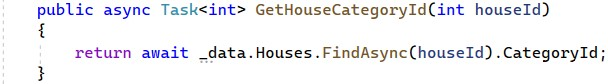 public async Task<int> GetHouseCategoryId(int houseId)
{
return await _data.Houses.FindAsync(houseId).CategoryId;
}